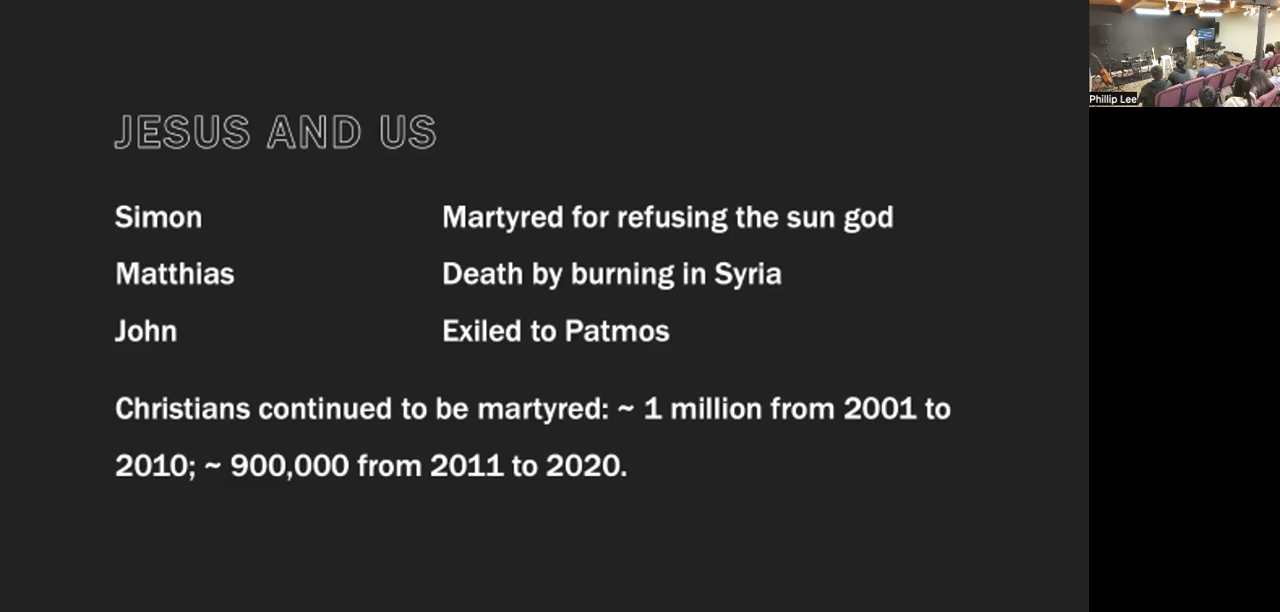 JESUS AND US
Simon Martyred for refusing the sun god
Matthias Death by burning in Syria
John Exiled to Patmos
Christians continued to be martyred: ~ 1 million from 2001 to
2010; ~ 900,000 from 2011 to 2020.
Phillip Lee